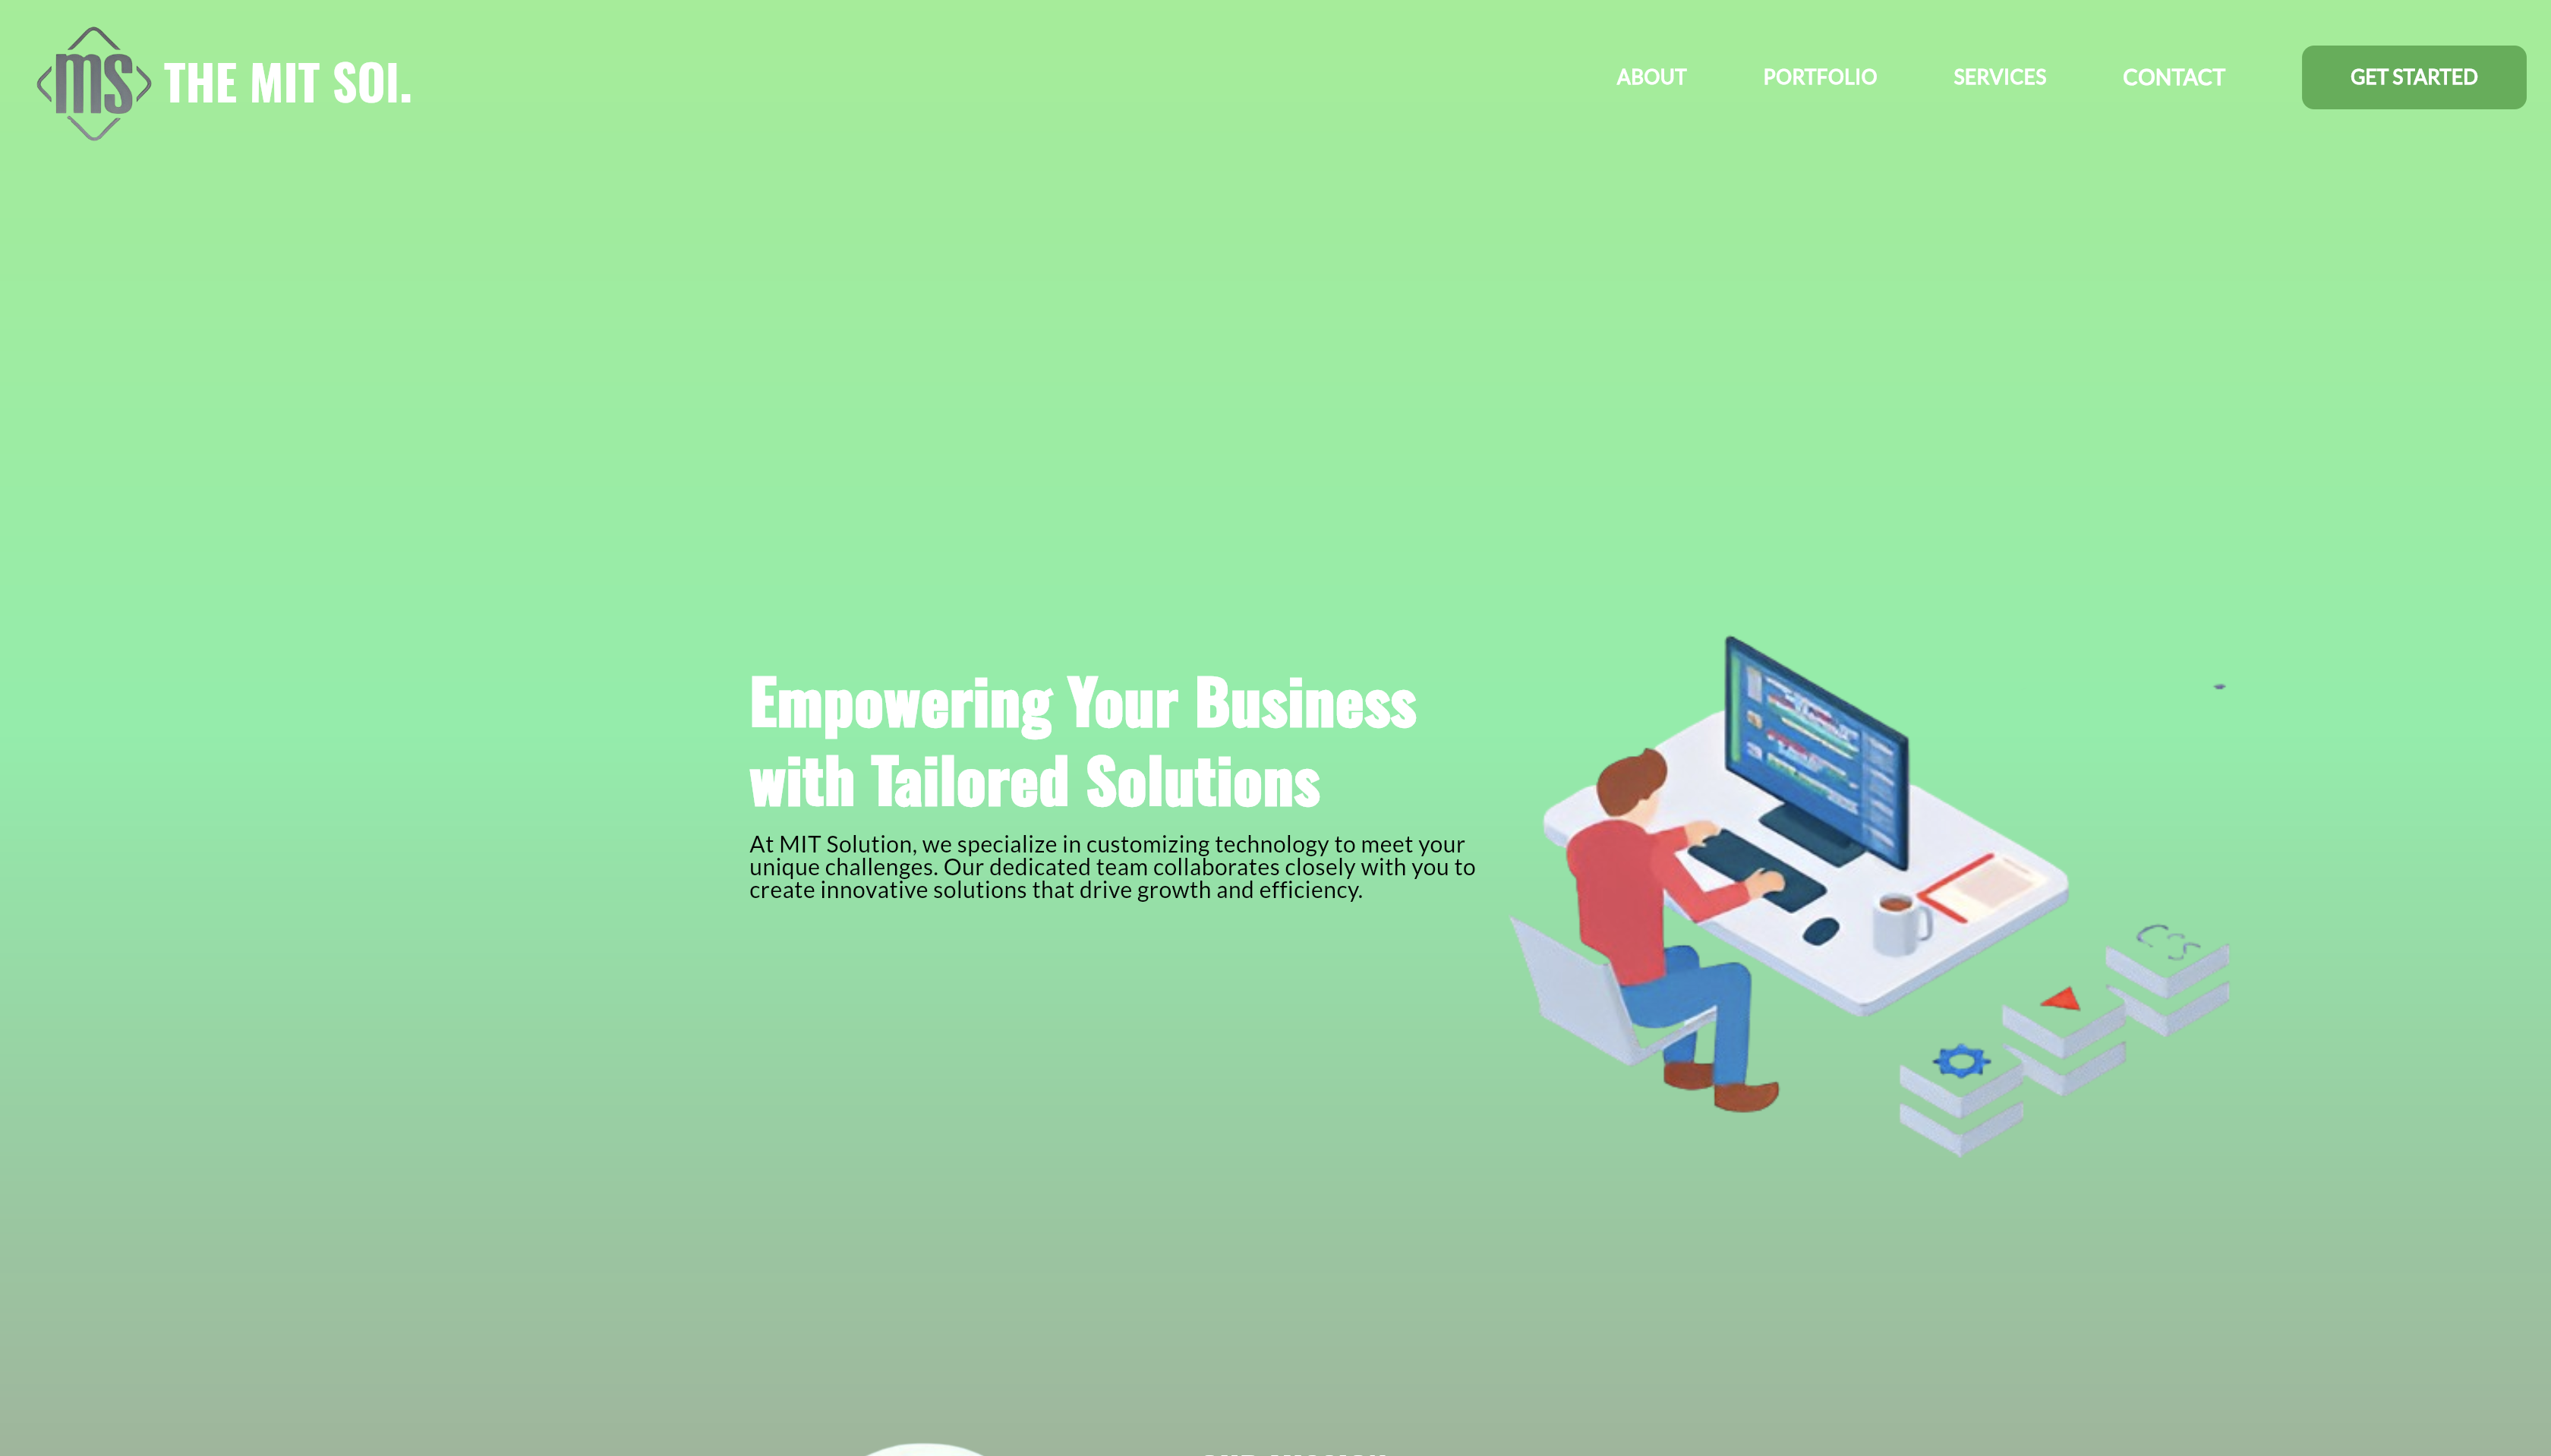 ms THE MIT SOI.
ABOUT PORTFOLIO SERVICES CONTACT GET STARTED
Empowering Your Business
with Tailored Solutions
At MIT Solution, we specialize in customizing technology to meet your
unique challenges. Our dedicated team collaborates closely with you to
create innovative solutions that drive growth and efficiency.